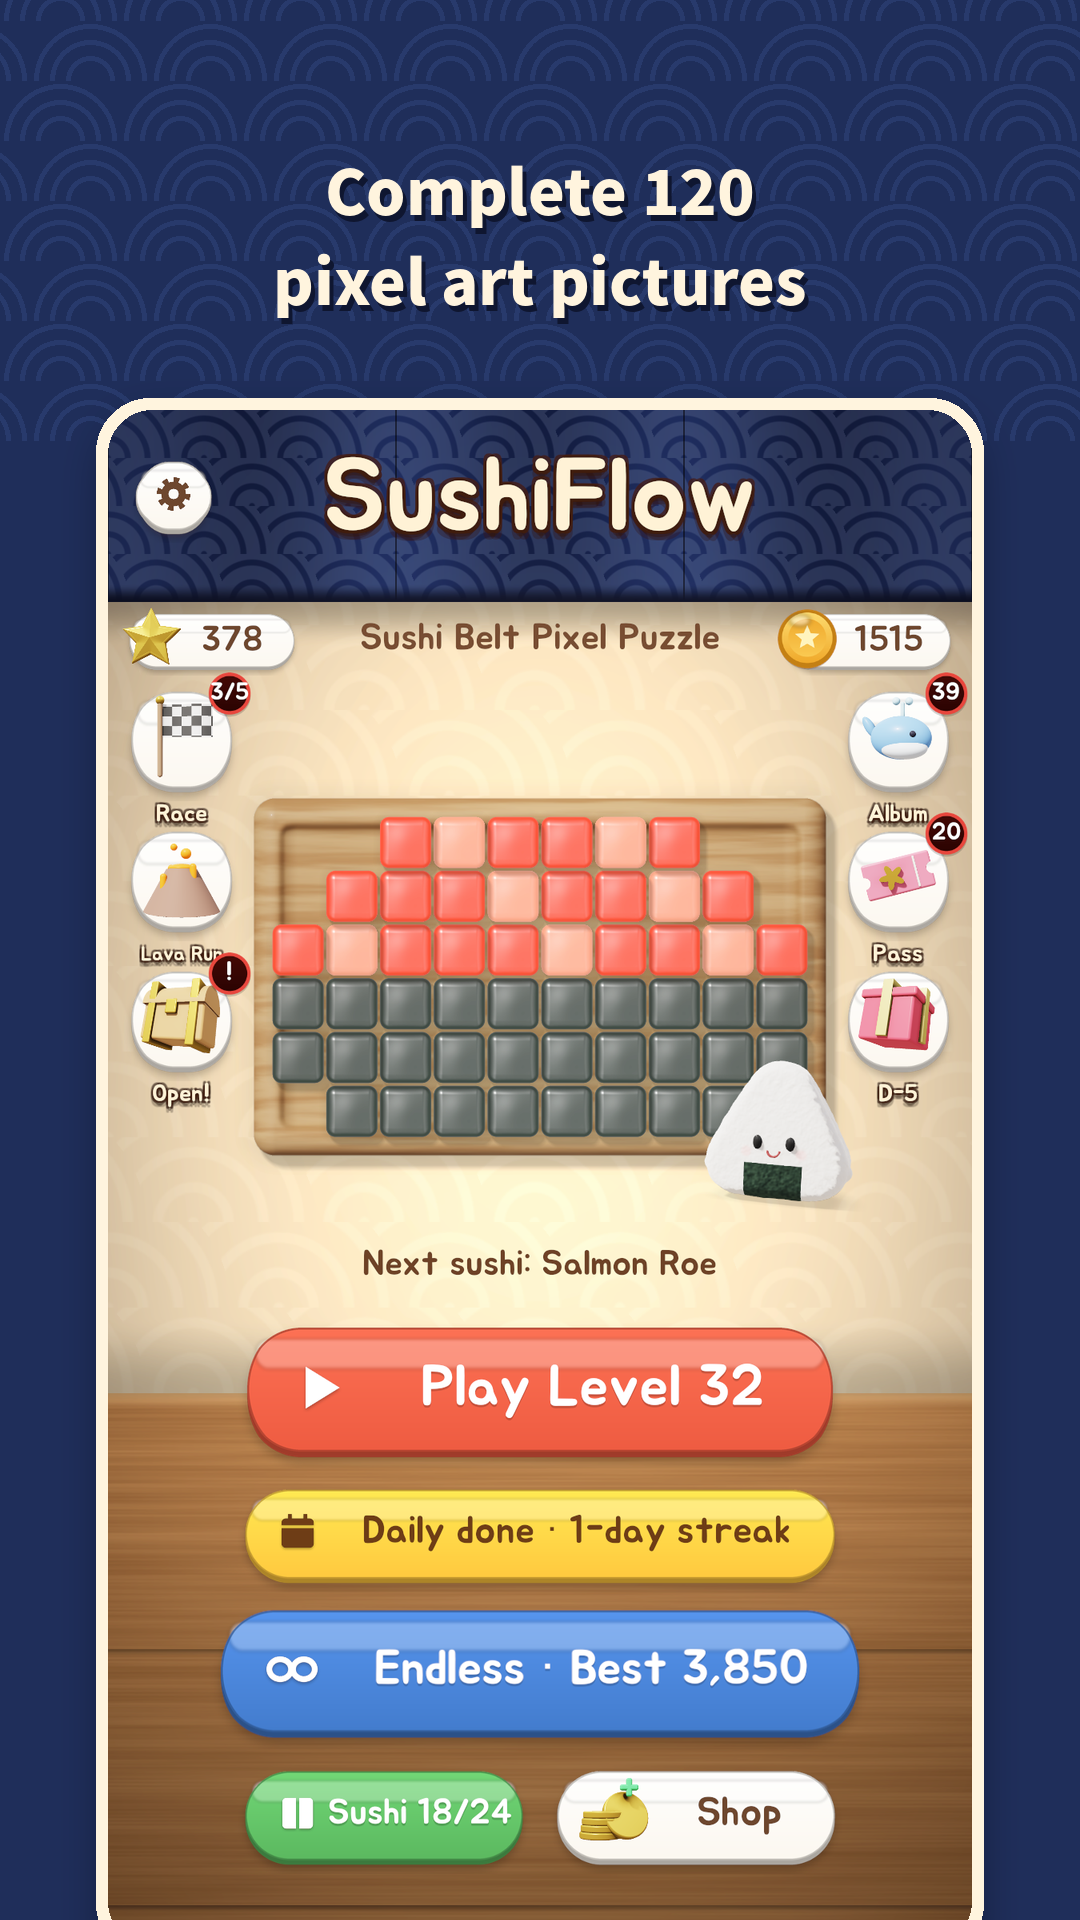 Complete 120
pixel art pictures
SushiFlow
378
Sushi Belt Pixel Puzzle
1515
3/5
39
Race
Album
20
Lava Run
Pass
!
Open!
D-5
Next sushi: Salmon Roe
Play Level 32
Daily done · 1-day streak
Endless · Best 3,850
Sushi 18/24
Shop